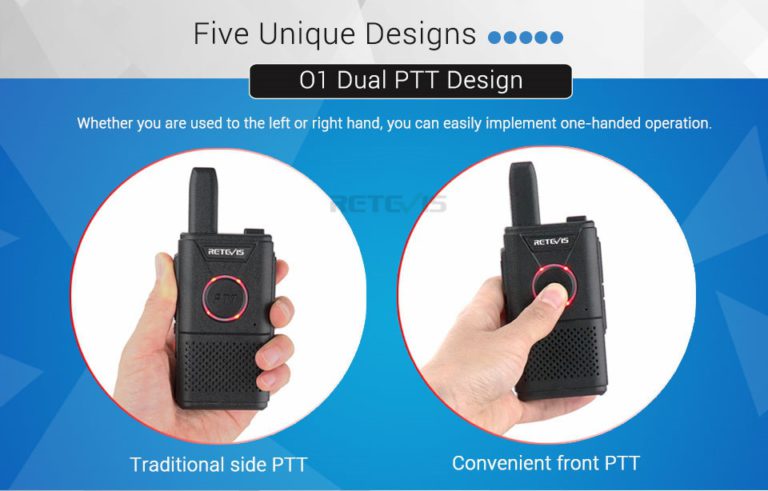 Five Unique Designs
01 Dual PTT Design
Whether you are used to the left or right hand, you can easily implement one-handed operation.
RETEVIS
RETEVIS
PTT
RETEVIS
Traditional side PTT
Convenient front PTT